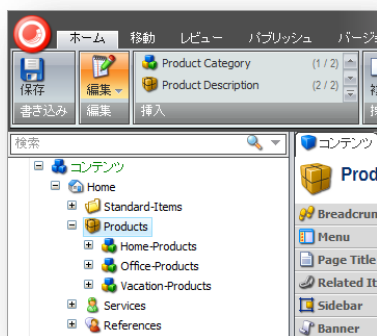 ホーム 移動 レビュー パブリッシュ
保存
書き込み
編集
編集
Product Category (1 / 2)
Product Description (2 / 2)
挿入
検索
コンテンツ
Home
Standard-Items
Products
Home-Products
Office-Products
Vacation-Products
Services
References
コンテンツ
Prod
Breadcrum
Menu
Page Title
Related It
Sidebar
Banner